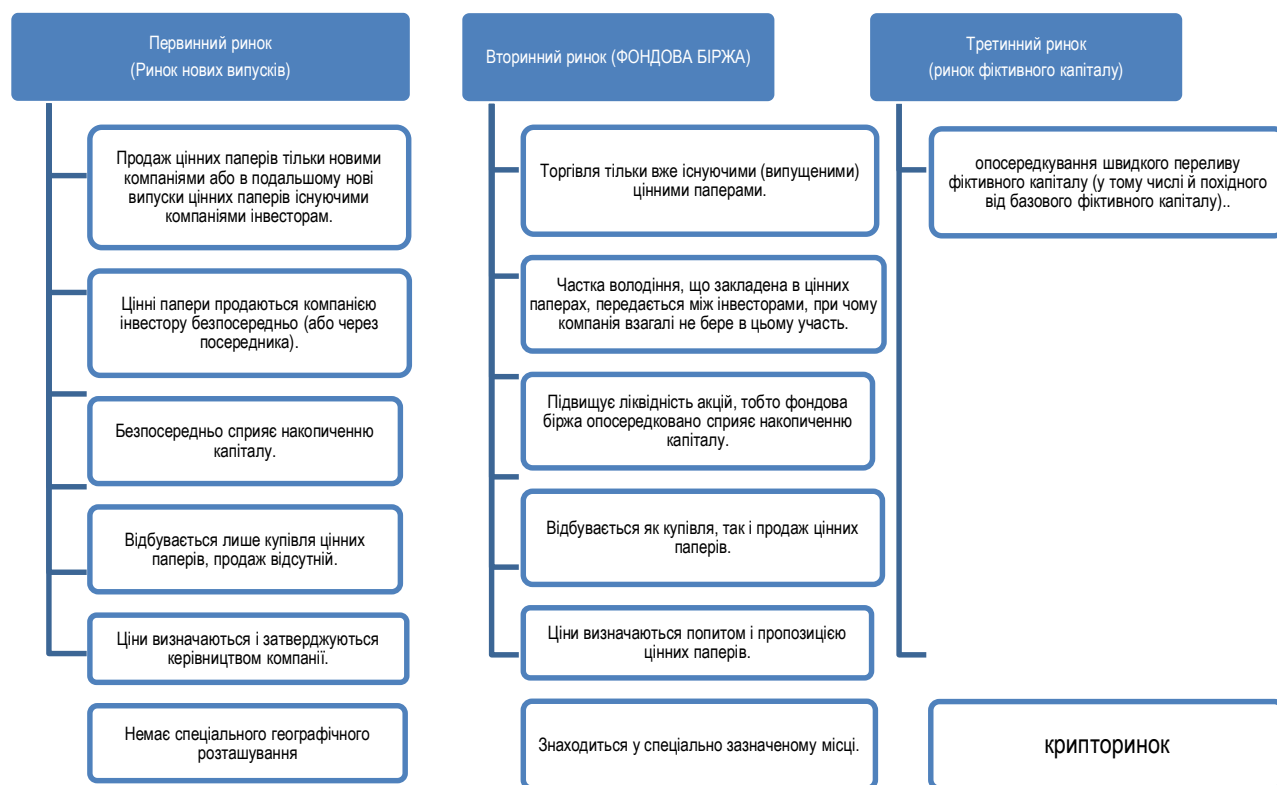 Первинний ринок
(Ринок нових випусків)
Продаж цінних паперів тільки новими
компаніями або в подальшому нові
випуски цінних паперів існуючими
компаніями інвесторам.
Цінні папери продаються компанією
інвестору безпосередньо (або через
посередника).
Безпосередньо сприяє накопиченню
капіталу.
Відбувається лише купівля цінних
паперів, продаж відсутній.
Ціни визначаються і затверджуються
керівництвом компанії.
Немає спеціального географічного
розташування
Вторинний ринок (ФОНДОВА БІРЖА)
Торгівля тільки вже існуючими (випущеними)
цінними паперами.
Частка володіння, що закладена в цінних
паперах, передається між інвесторами, при чому
компанія взагалі не бере в цьому участь.
Підвищує ліквідність акцій, тобто фондова
біржа опосередковано сприяє накопиченню
капіталу.
Відбувається як купівля, так і продаж цінних
паперів.
Ціни визначаються попитом і пропозицією
цінних паперів.
Знаходиться у спеціально зазначеному місці.
Третинний ринок
(ринок фіктивного капіталу)
опосередкування швидкого переливу
фіктивного капіталу (у тому числі й похідного
від базового фіктивного капіталу)..
крипторинок